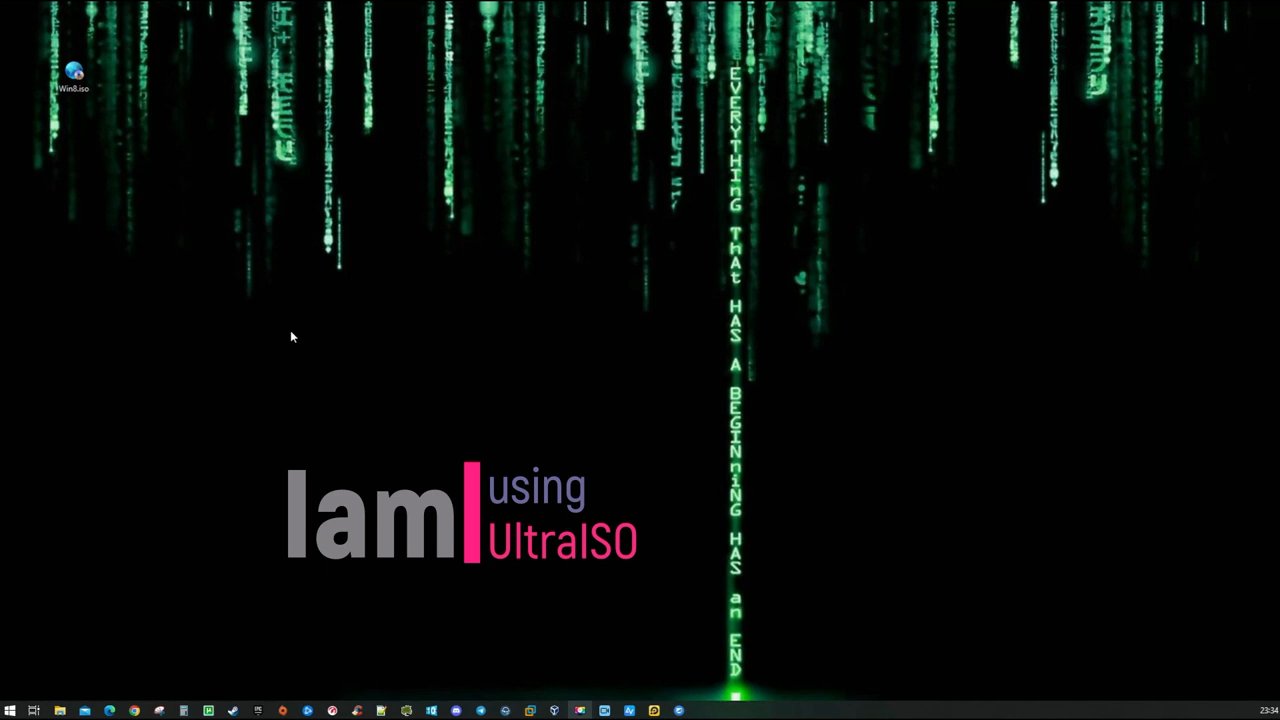 Win8.iso
EVERYTHInG ThAt HAS A BEGINniNG HAS an END
Iam
using
UltraISO
23:34